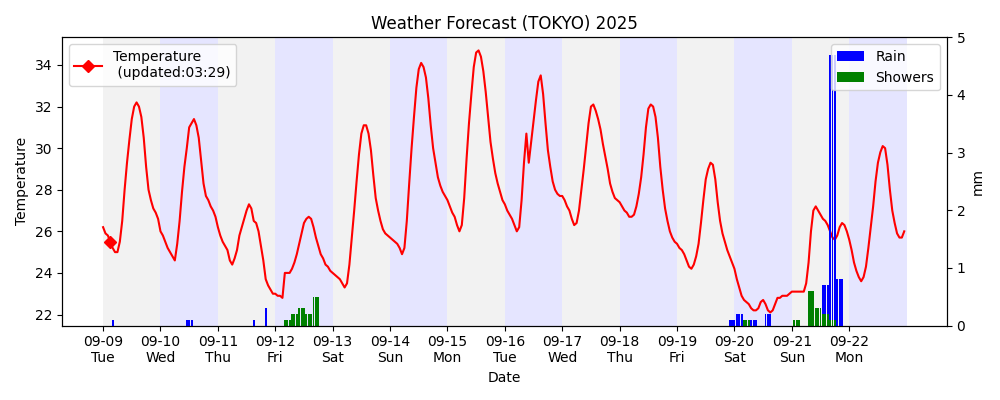 Weather Forecast (TOKYO) 2025
Temperature
(updated:03:29)
Rain
Showers
34
32
30
28
26
24
22
Temperature
5
4
3
2
1
0
mm
09-09 09-10 09-11 09-12 09-13 09-14 09-15 09-16 09-17 09-18 09-19 09-20 09-21 09-22
Tue Wed Thu Fri Sat Sun Mon Tue Wed Thu Fri Sat Sun Mon
Date